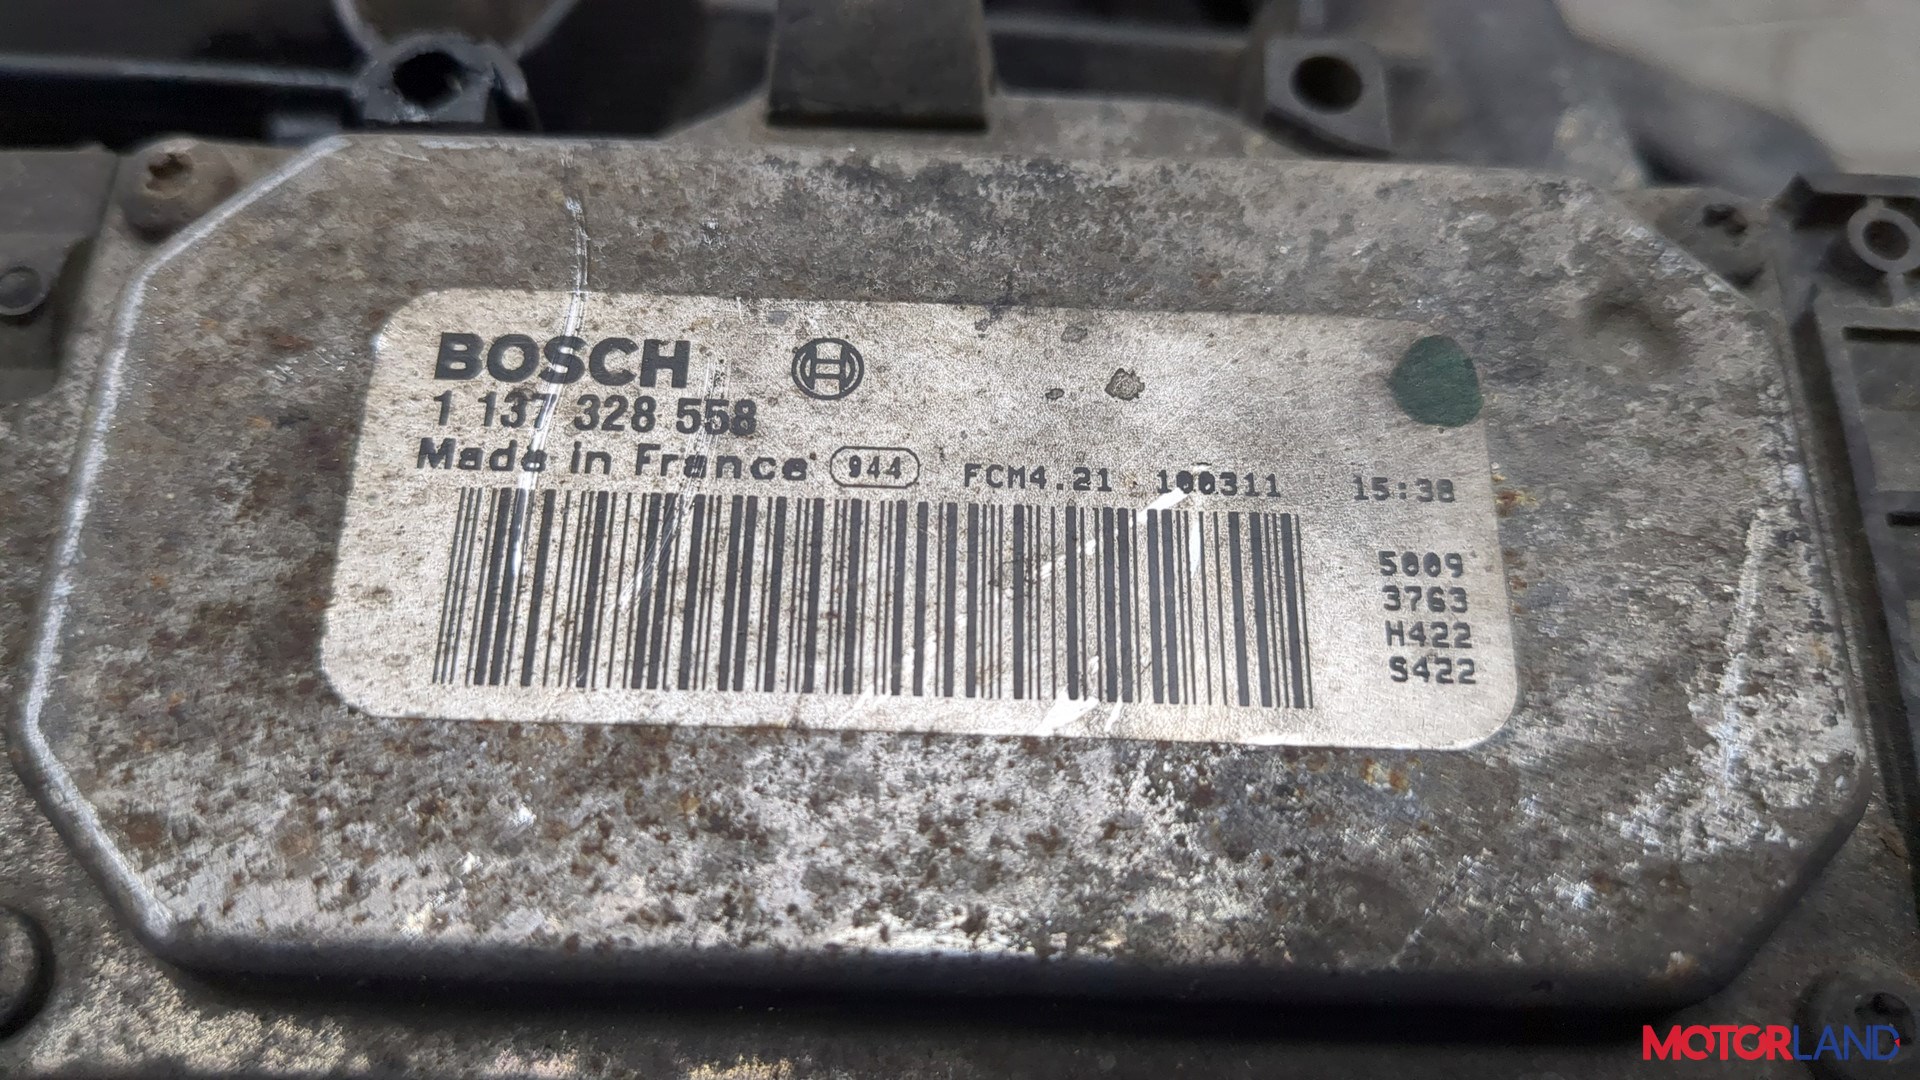 BOSCH
1 137 328 558
Made in France 944 FCM4.21 100311 15:38
5009
3763
H422
S422
MOTORLAND